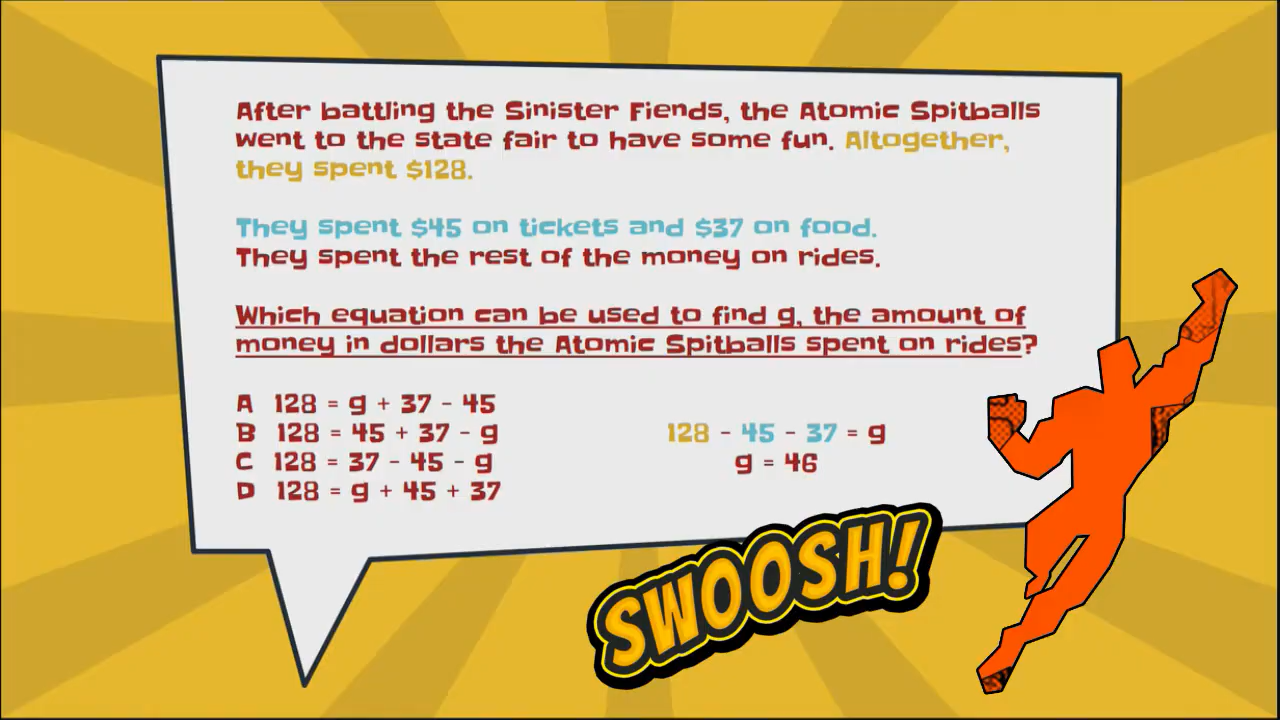 After battling the Sinister Fiends, the Atomic Spitballs
went to the state fair to have some fun. Altogether,
they spent $128.
They spent $45 on tickets and $37 on food.
They spent the rest of the money on rides.
Which equation can be used to find g, the amount of
money in dollars the Atomic Spitballs spent on rides?
A 128 = g + 37 - 45
B 128 = 45 + 37 - g
C 128 = 37 - 45 - g
D 128 = g + 45 + 37
128 - 45 - 37 = g
g = 46
SWOOSH!